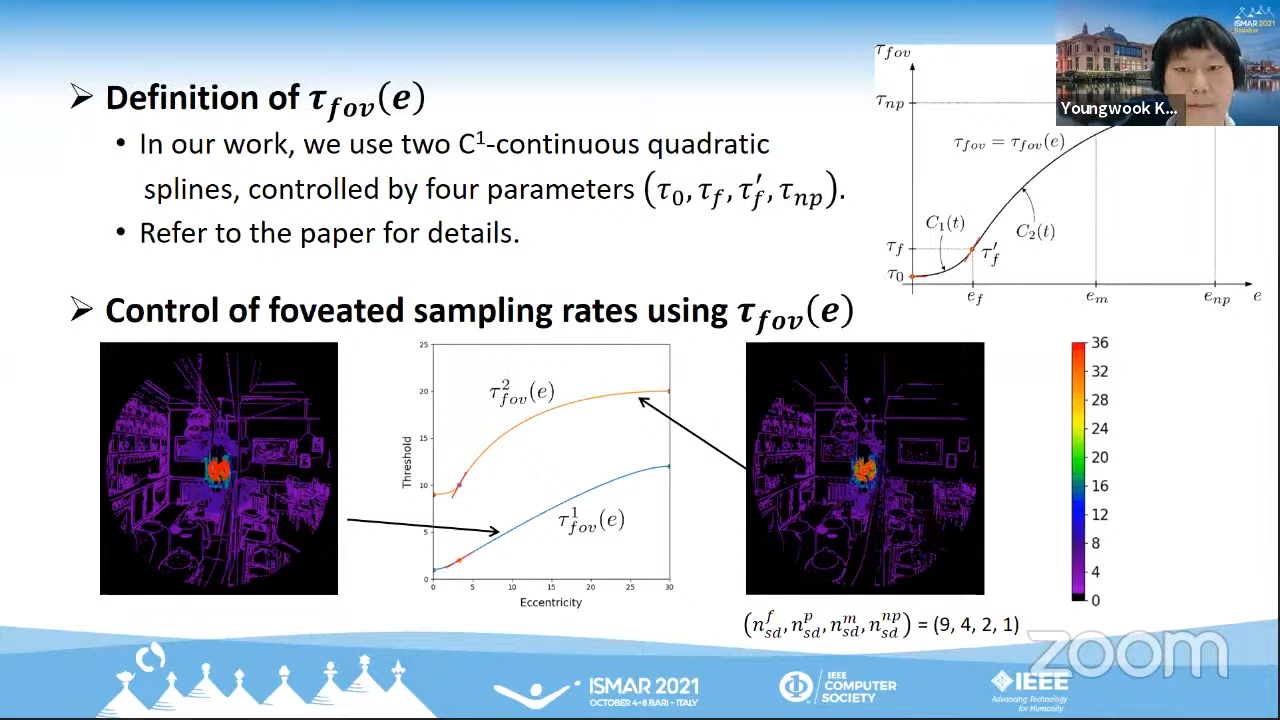 ➢ Definition of τ_fov(e)
• In our work, we use two C¹-continuous quadratic
splines, controlled by four parameters (τ₀, τ_f, τ′_f, τ_np).
• Refer to the paper for details.
τ_fov
τ_np
τ_fov = τ_fov(e)
C₁(t)
C₂(t)
τ_f
τ′_f
τ₀
e_f
e_m
e_np
e
ISMAR 2021
Youngwook K...
➢ Control of foveated sampling rates using τ_fov(e)
25
20
15
10
5
0
Threshold
τ²_fov(e)
τ¹_fov(e)
0 5 10 15 20 25 30
Eccentricity
36
32
28
24
20
16
12
8
4
0
(n^f_sd, n^p_sd, n^m_sd, n^np_sd) = (9, 4, 2, 1)
zoom
ISMAR 2021
OCTOBER 4-8 BARI - ITALY
IEEE
COMPUTER
SOCIETY
IEEE
Advancing Technology
for Humanity